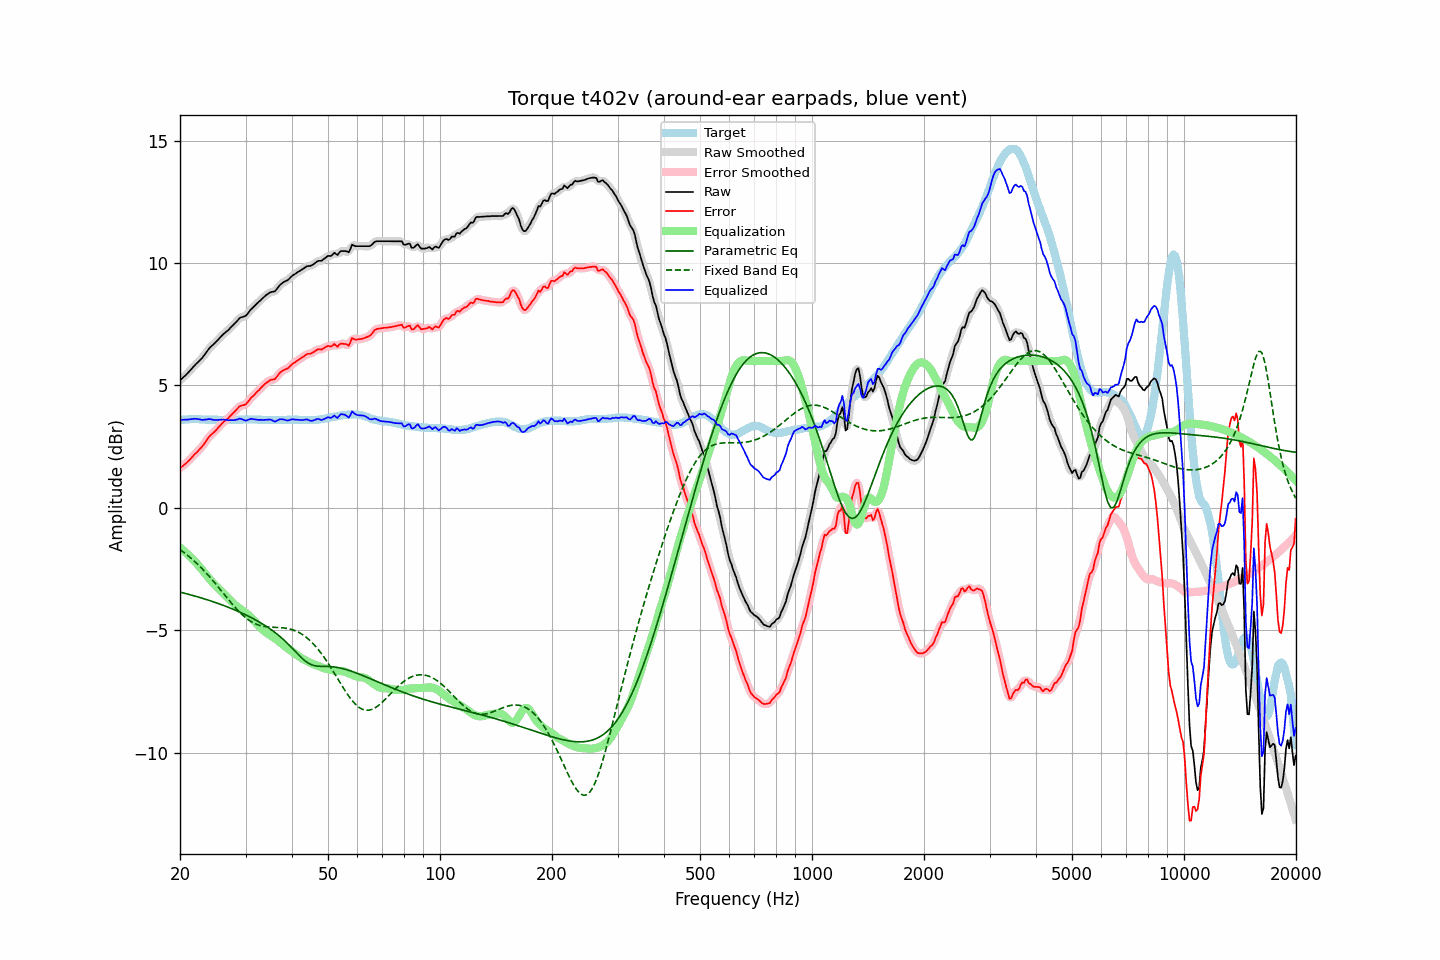 Torque t402v (around-ear earpads, blue vent)
Target
Raw Smoothed
Error Smoothed
Raw
Error
Equalization
Parametric Eq
Fixed Band Eq
Equalized
Amplitude (dBr)
15
10
5
0
−5
−10
20
50
100
200
500
1000
2000
5000
10000
20000
Frequency (Hz)